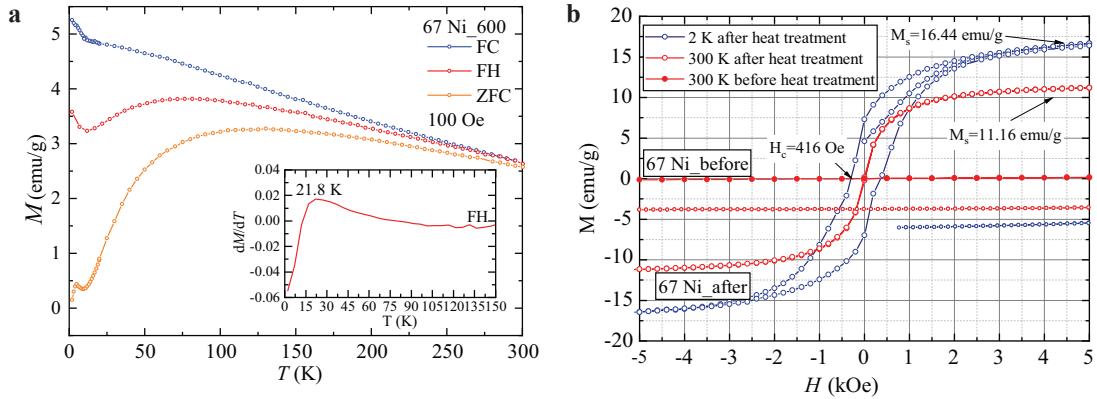 a
67 Ni_600
FC
FH
ZFC
100 Oe
M (emu/g)
6
5
4
3
2
1
0
0 50 100 150 200 250 300
T (K)
21.8 K
FH
dM/dT
0.04
0.02
0.00
-0.02
-0.04
-0.06
0 15 30 45 60 75 90 105 120 135 150
T (K)
b
2 K after heat treatment
300 K after heat treatment
300 K before heat treatment
Ms=16.44 emu/g
Ms=11.16 emu/g
Hc=416 Oe
67 Ni_before
67 Ni_after
M (emu/g)
20
15
10
5
0
-5
-10
-15
-20
-5 -4 -3 -2 -1 0 1 2 3 4 5
H (kOe)